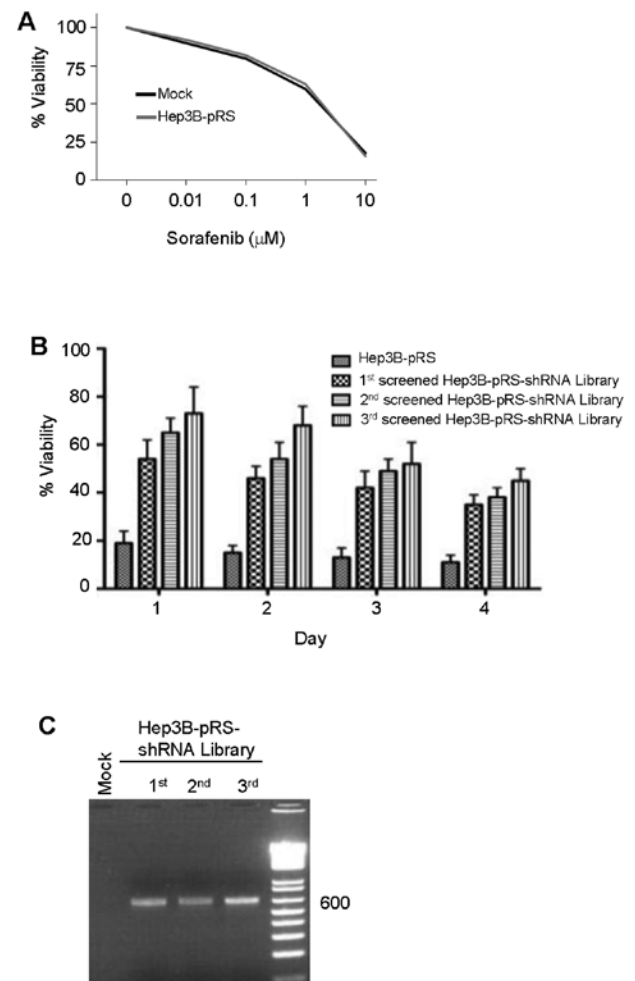 A
100
75
50
25
0
% Viability
Mock
Hep3B-pRS
0 0.01 0.1 1 10
Sorafenib (μM)
B
100
80
60
40
20
0
% Viability
Hep3B-pRS
1st screened Hep3B-pRS-shRNA Library
2nd screened Hep3B-pRS-shRNA Library
3rd screened Hep3B-pRS-shRNA Library
1 2 3 4
Day
C
Mock
Hep3B-pRS-
shRNA Library
1st 2nd 3rd
600